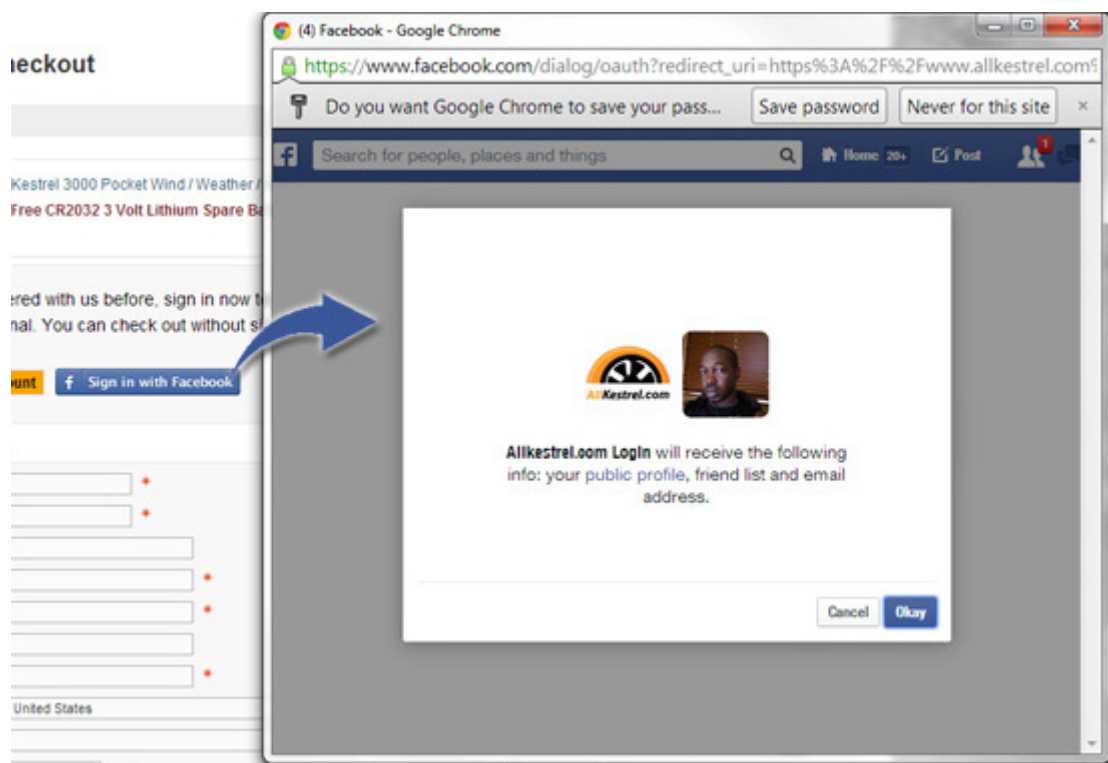 heckout
Kestrel 3000 Pocket Wind / Weather /
Free CR2032 3 Volt Lithium Spare Ba
ered with us before, sign in now t
nal. You can check out without s
unt
f Sign in with Facebook
*
*
*
*
*
United States
(4) Facebook - Google Chrome
https://www.facebook.com/dialog/oauth?redirect_uri=https%3A%2F%2Fwww.allkestrel.com%
Do you want Google Chrome to save your pass... Save password Never for this site ×
f Search for people, places and things Home 20+ Post 1
AllKestrel.com
Allkestrel.com Login will receive the following
info: your public profile, friend list and email
address.
Cancel Okay